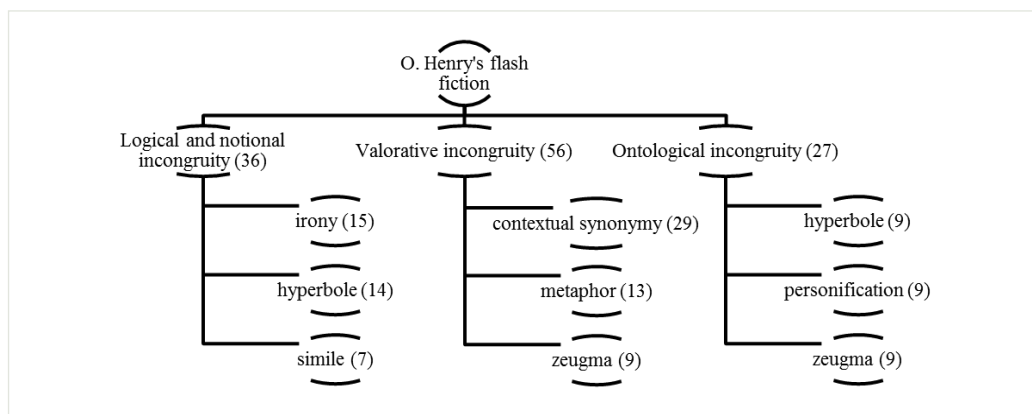 O. Henry's flash
fiction
Logical and notional
incongruity (36)
Valorative incongruity (56)
Ontological incongruity (27)
irony (15)
contextual synonymy (29)
hyperbole (9)
hyperbole (14)
metaphor (13)
personification (9)
simile (7)
zeugma (9)
zeugma (9)